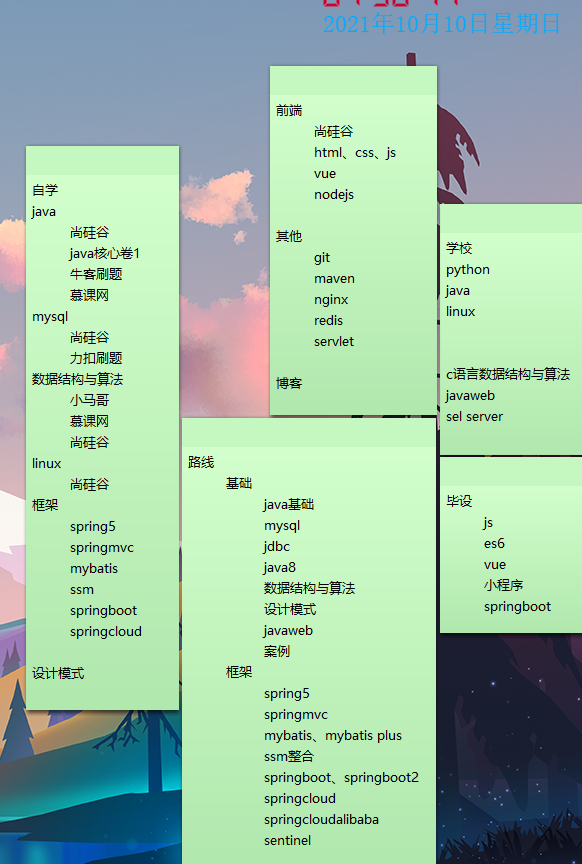 2021年10月10日星期日
自学
java
尚硅谷
java核心卷1
牛客刷题
慕课网
mysql
尚硅谷
力扣刷题
数据结构与算法
小马哥
慕课网
尚硅谷
linux
尚硅谷
框架
spring5
springmvc
mybatis
ssm
springboot
springcloud
设计模式
前端
尚硅谷
html、css、js
vue
nodejs
其他
git
maven
nginx
redis
servlet
博客
路线
基础
java基础
mysql
jdbc
java8
数据结构与算法
设计模式
javaweb
案例
框架
spring5
springmvc
mybatis、mybatis plus
ssm整合
springboot、springboot2
springcloud
springcloudalibaba
sentinel
学校
python
java
linux
c语言数据结构与算法
javaweb
sel server
毕设
js
es6
vue
小程序
springboot